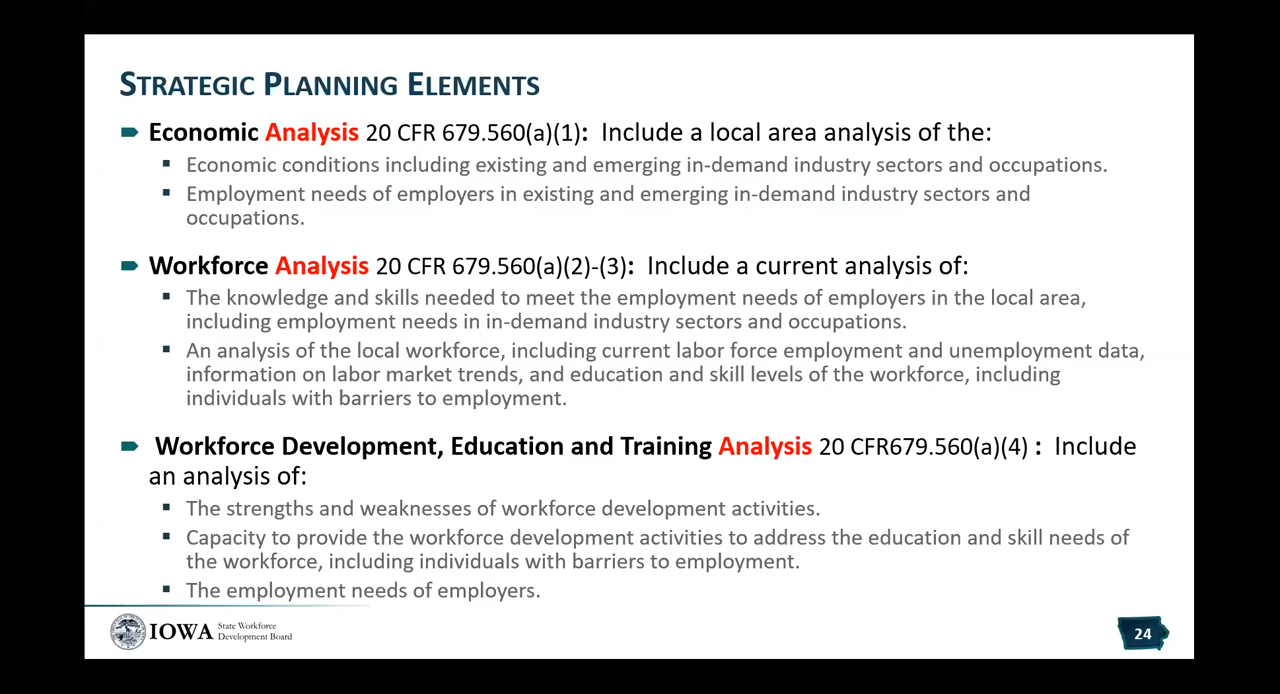 STRATEGIC PLANNING ELEMENTS
Economic Analysis 20 CFR 679.560(a)(1): Include a local area analysis of the:
Economic conditions including existing and emerging in-demand industry sectors and occupations.
Employment needs of employers in existing and emerging in-demand industry sectors and
occupations.
Workforce Analysis 20 CFR 679.560(a)(2)-(3): Include a current analysis of:
The knowledge and skills needed to meet the employment needs of employers in the local area,
including employment needs in in-demand industry sectors and occupations.
An analysis of the local workforce, including current labor force employment and unemployment data,
information on labor market trends, and education and skill levels of the workforce, including
individuals with barriers to employment.
Workforce Development, Education and Training Analysis 20 CFR679.560(a)(4) : Include
an analysis of:
The strengths and weaknesses of workforce development activities.
Capacity to provide the workforce development activities to address the education and skill needs of
the workforce, including individuals with barriers to employment.
The employment needs of employers.
IOWA State Workforce
Development Board
24